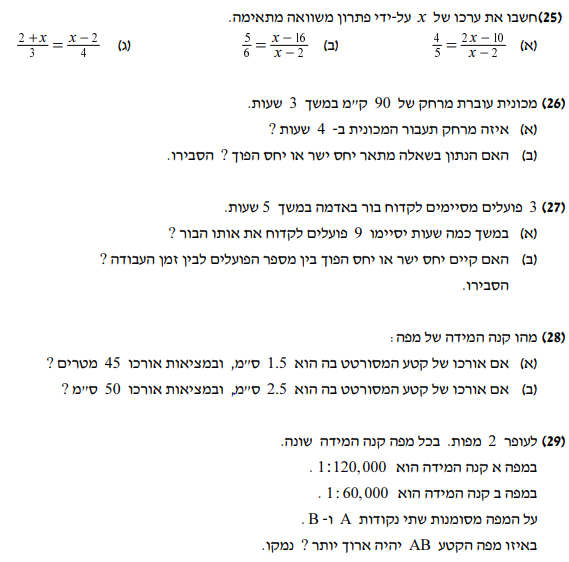 (25) חשבו את ערכו של x על-ידי פתרון משוואה מתאימה.
(א) 4/5 = (2x − 10)/(x − 2) (ב) 5/6 = (x − 16)/(x − 2) (ג) (2 + x)/3 = (x − 2)/4
(26) מכונית עוברת מרחק של 90 ק״מ במשך 3 שעות.
(א) איזה מרחק תעבור המכונית ב- 4 שעות ?
(ב) האם הנתון בשאלה מתאר יחס ישר או יחס הפוך ? הסבירו.
(27) 3 פועלים מסיימים לקדוח בור באדמה במשך 5 שעות.
(א) במשך כמה שעות יסיימו 9 פועלים לקדוח את אותו הבור ?
(ב) האם קיים יחס ישר או יחס הפוך בין מספר הפועלים לבין זמן העבודה ?
הסבירו.
(28) מהו קנה המידה של מפה :
(א) אם אורכו של קטע המסורטט בה הוא 1.5 ס״מ, ובמציאות אורכו 45 מטרים ?
(ב) אם אורכו של קטע המסורטט בה הוא 2.5 ס״מ, ובמציאות אורכו 50 ס״מ ?
(29) לעופר 2 מפות. בכל מפה קנה המידה שונה.
במפה א קנה המידה הוא 1:120,000 .
במפה ב קנה המידה הוא 1:60,000 .
על המפה מסומנות שתי נקודות A ו- B .
באיזו מפה הקטע AB יהיה ארוך יותר ? נמקו.